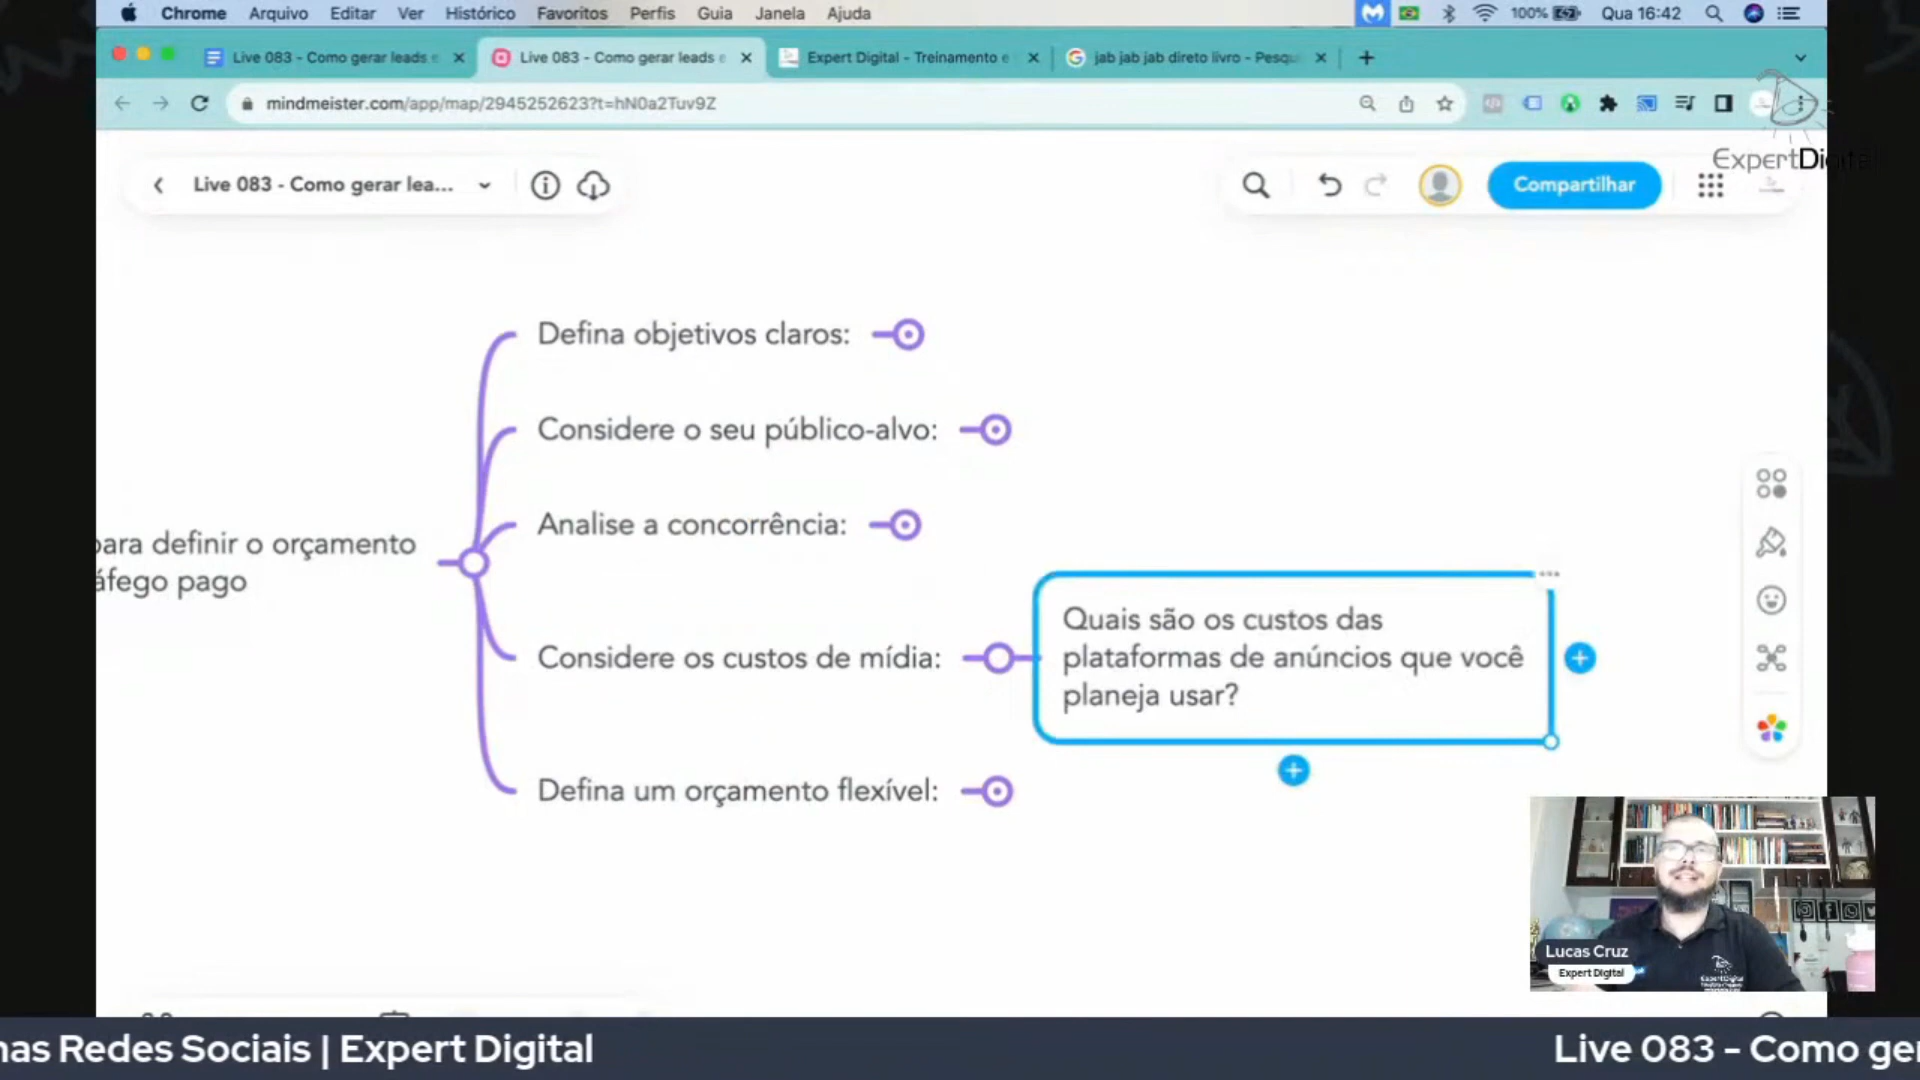 Chrome Arquivo Editar Ver Histórico Favoritos Perfis Guia Janela Ajuda 100% Qua 16:42
Live 083 - Como gerar leads e
Live 083 - Como gerar leads e
Expert Digital - Treinamento e
jab jab jab direto livro - Pesqu
mindmeister.com/app/map/2945252623?t=hN0a2Tuv9Z
ExpertDigital
Live 083 - Como gerar lea...
Compartilhar
Defina objetivos claros:
Considere o seu público-alvo:
Analise a concorrência:
para definir o orçamento
áfego pago
Considere os custos de mídia:
Quais são os custos das
plataformas de anúncios que você
planeja usar?
Defina um orçamento flexível:
Lucas Cruz
Expert Digital
nas Redes Sociais | Expert Digital
Live 083 - Como ger